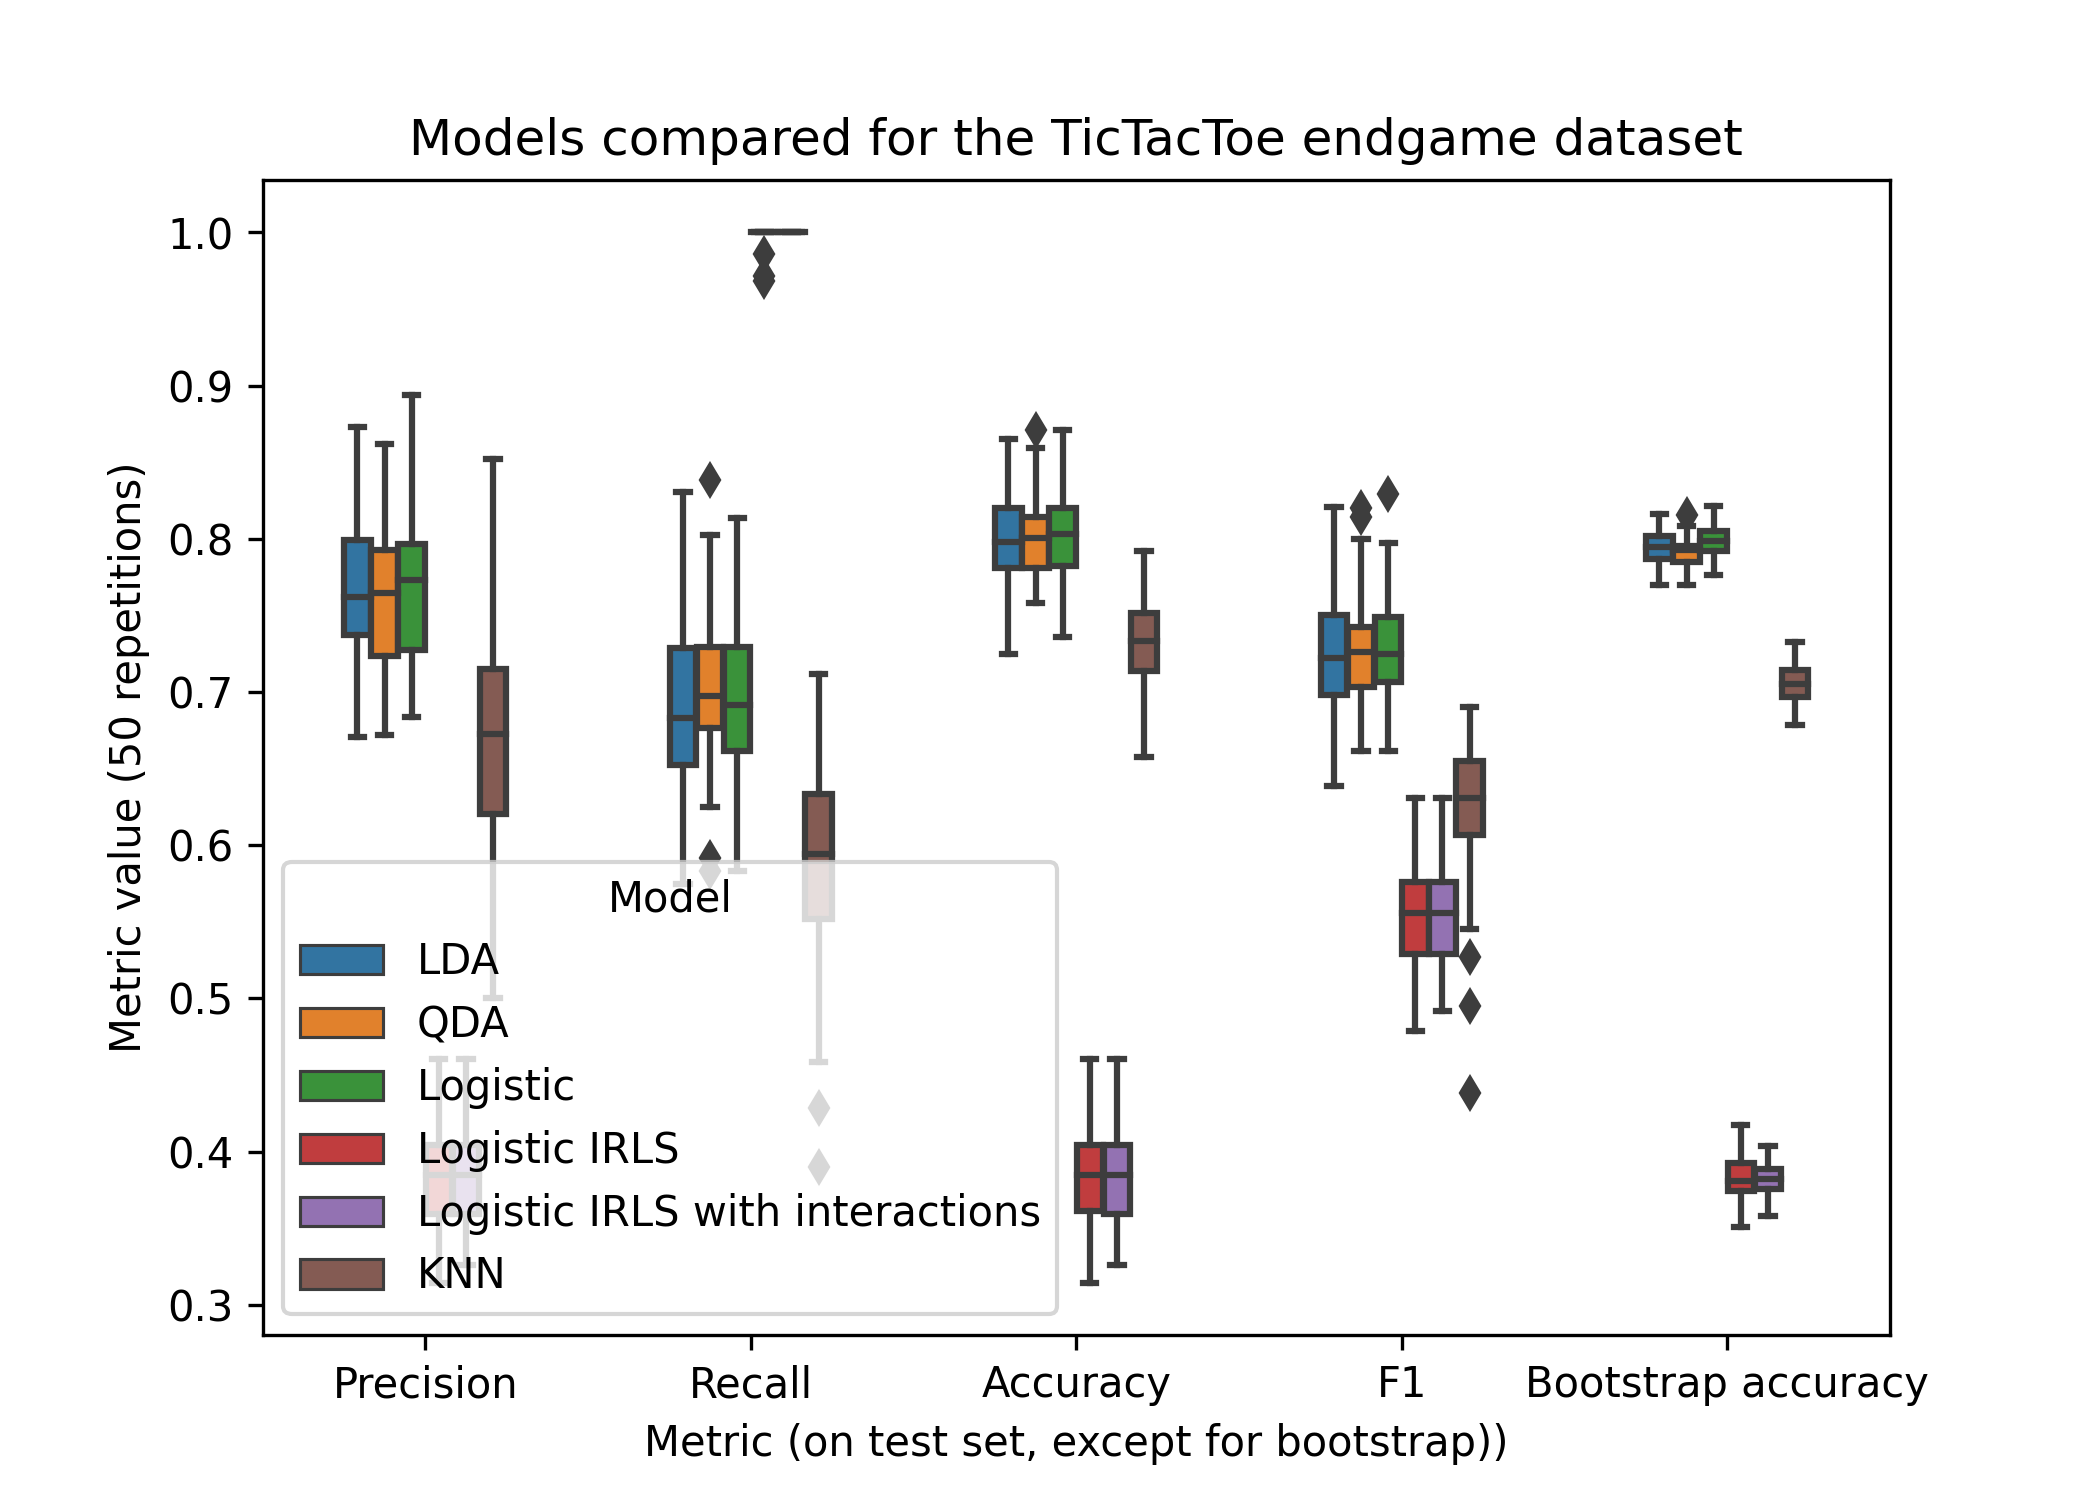 Models compared for the TicTacToe endgame dataset
Metric value (50 repetitions)
1.0
0.9
0.8
0.7
0.6
0.5
0.4
0.3
Model
LDA
QDA
Logistic
Logistic IRLS
Logistic IRLS with interactions
KNN
Precision Recall Accuracy F1 Bootstrap accuracy
Metric (on test set, except for bootstrap))